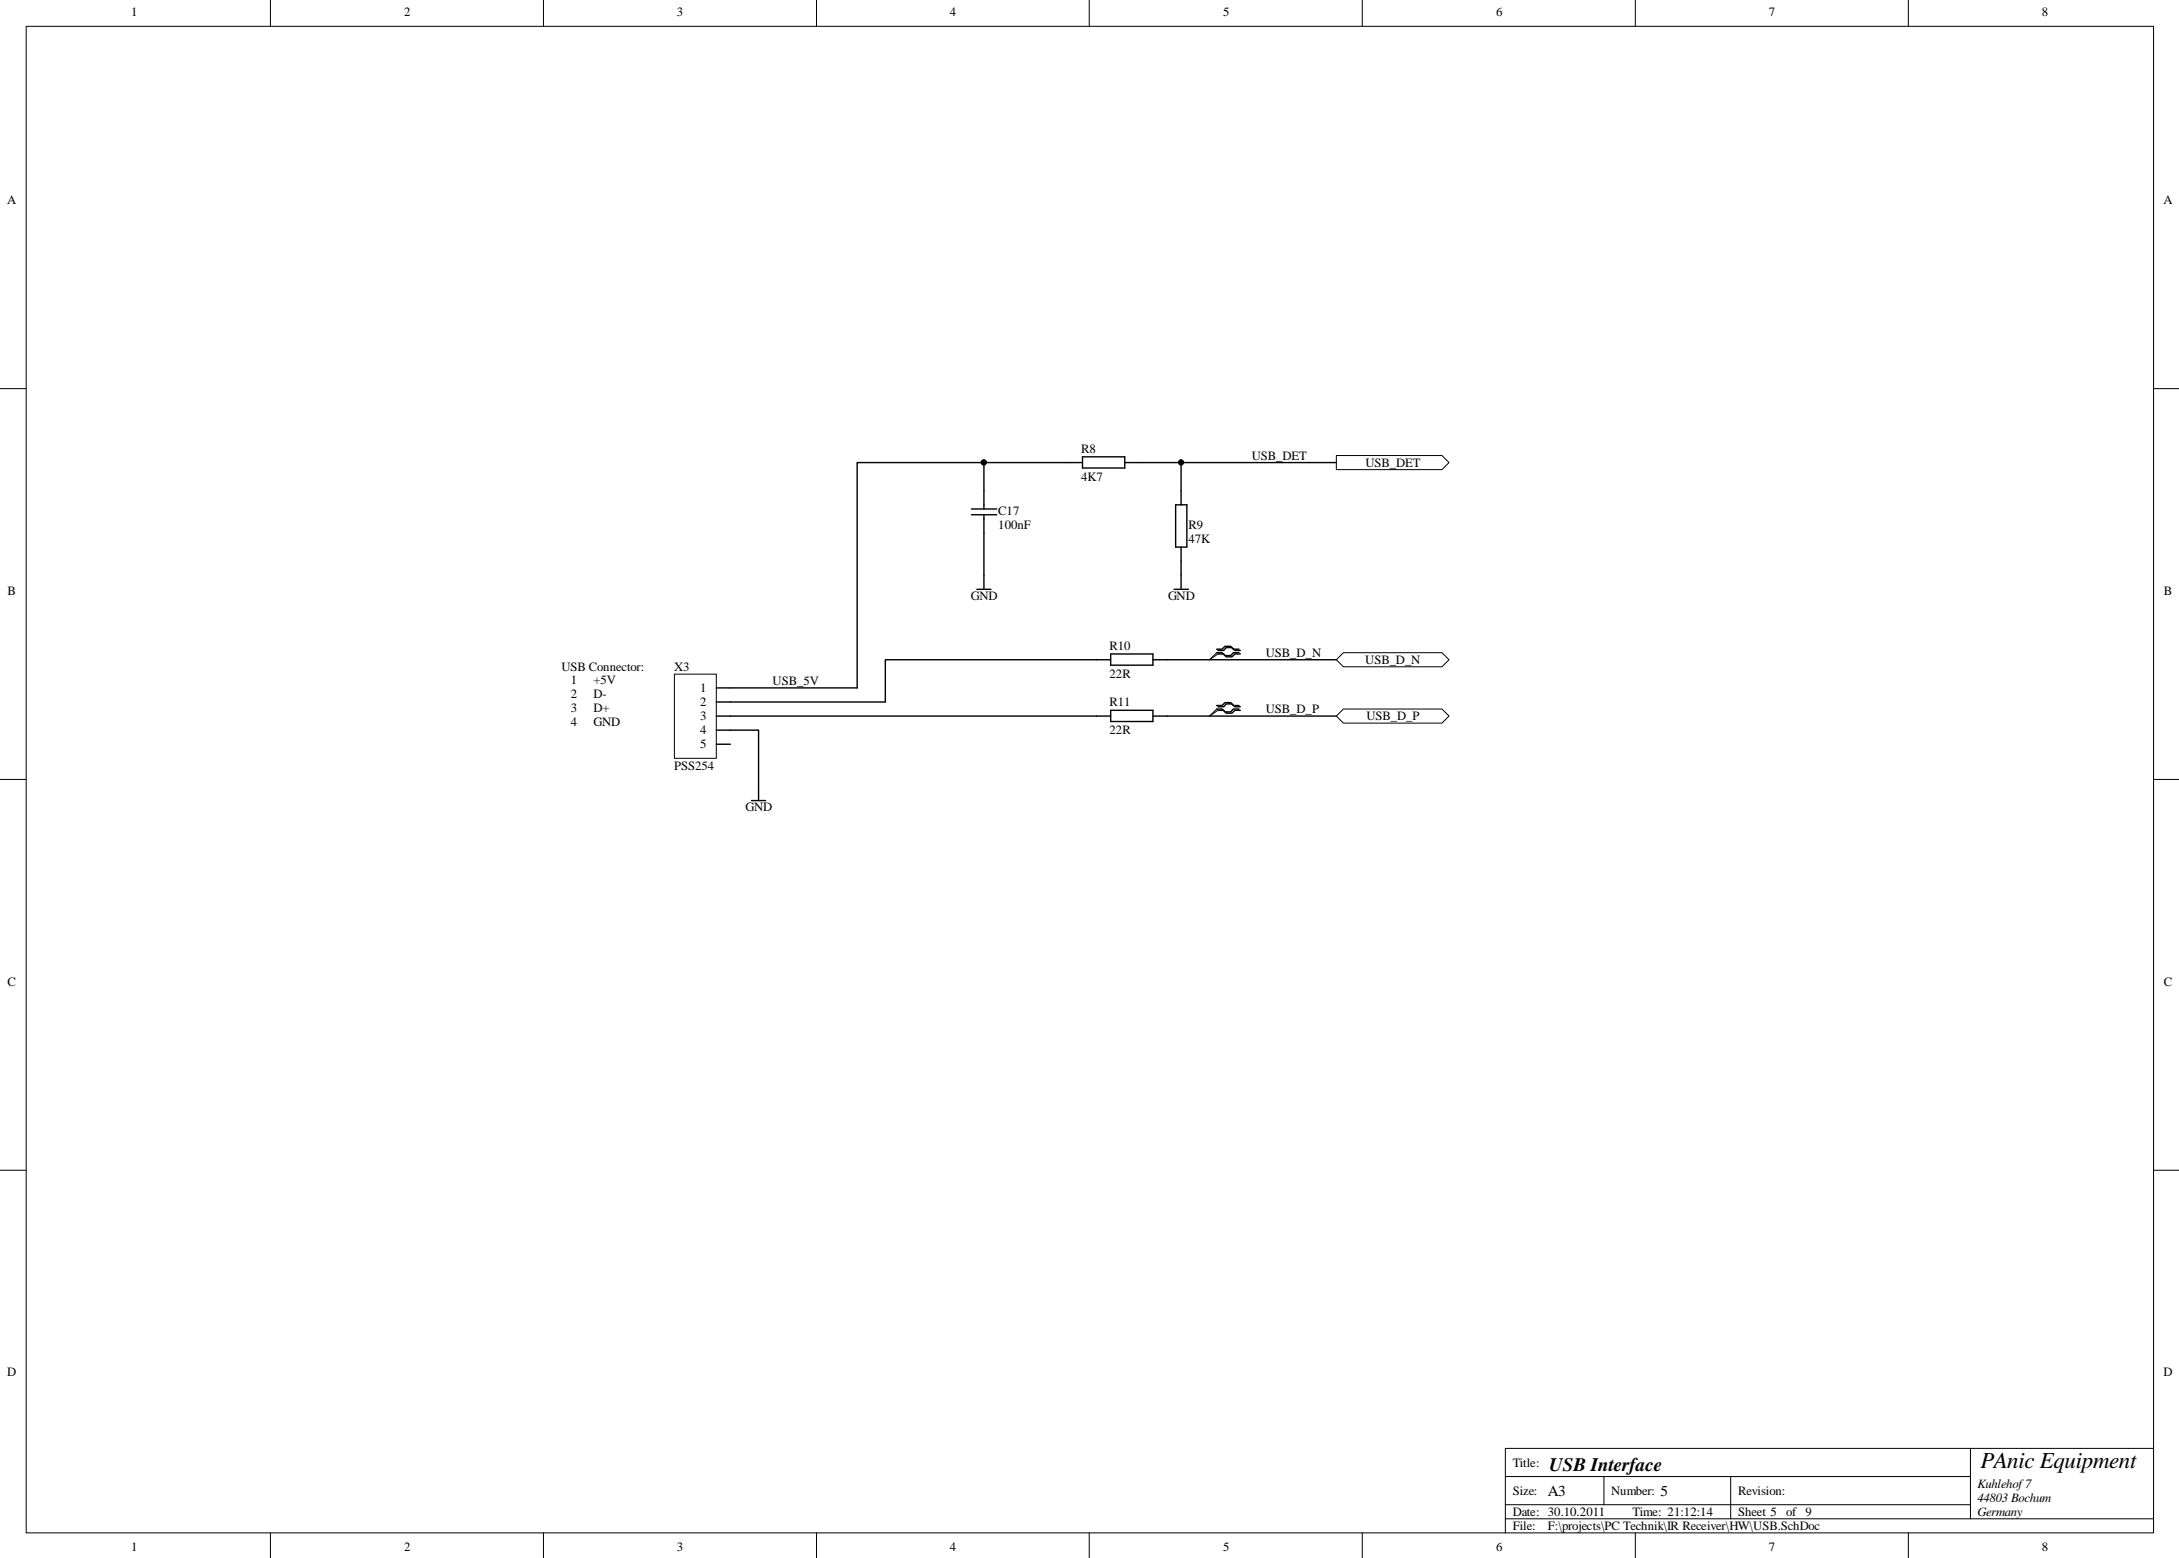 1 2 3 4 5 6 7 8
A A
R8 USB_DET USB_DET
4K7
C17
100nF
R9
47K
B B
GND GND
R10 USB_D_N USB_D_N
22R
USB Connector:
1 +5V
2 D-
3 D+
4 GND
X3
1 USB_5V
2
3
4
5
PSS254
R11 USB_D_P USB_D_P
22R
GND
C C
D D
Title: USB Interface
Size: A3 Number: 5 Revision:
Date: 30.10.2011 Time: 21:12:14 Sheet 5 of 9
File: F:\projects\PC Technik\IR Receiver\HW\USB.SchDoc
PAnic Equipment
Kuhlehof 7
44803 Bochum
Germany
1 2 3 4 5 6 7 8